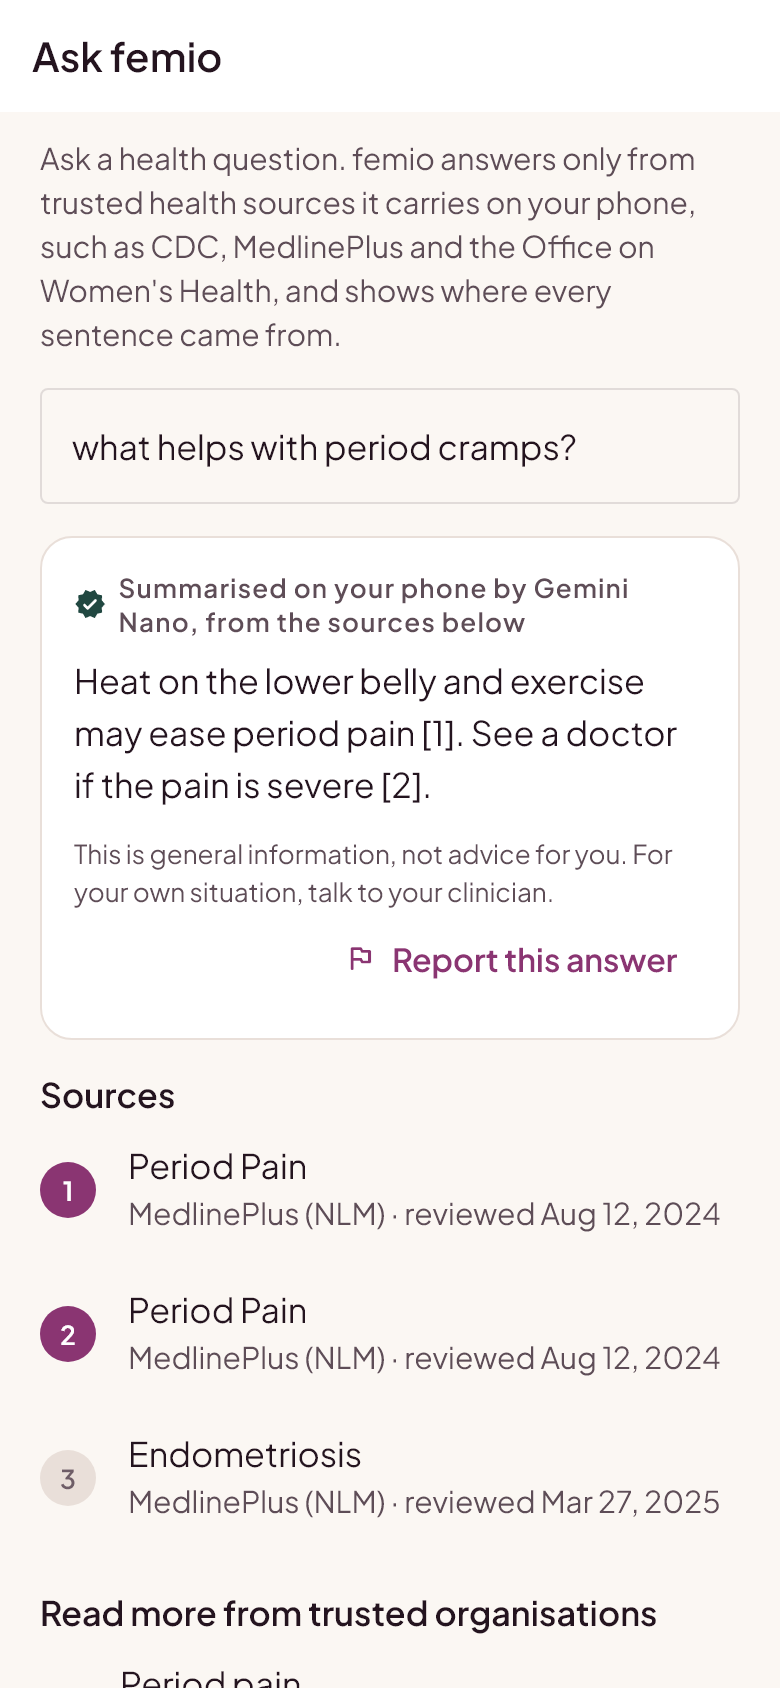 Ask femio
Ask a health question. femio answers only from
trusted health sources it carries on your phone,
such as CDC, MedlinePlus and the Office on
Women's Health, and shows where every
sentence came from.
what helps with period cramps?
Summarised on your phone by Gemini
Nano, from the sources below
Heat on the lower belly and exercise
may ease period pain [1]. See a doctor
if the pain is severe [2].
This is general information, not advice for you. For
your own situation, talk to your clinician.
Report this answer
Sources
1
Period Pain
MedlinePlus (NLM) · reviewed Aug 12, 2024
2
Period Pain
MedlinePlus (NLM) · reviewed Aug 12, 2024
3
Endometriosis
MedlinePlus (NLM) · reviewed Mar 27, 2025
Read more from trusted organisations
Period pain